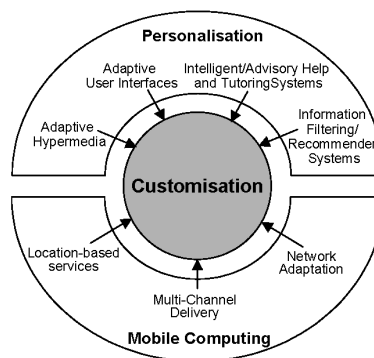 Personalisation
Adaptive
User Interfaces
Intelligent/Advisory Help
and TutoringSystems
Adaptive
Hypermedia
Information
Filtering/
Recommender
Systems
Customisation
Location-based
services
Network
Adaptation
Multi-Channel
Delivery
Mobile Computing